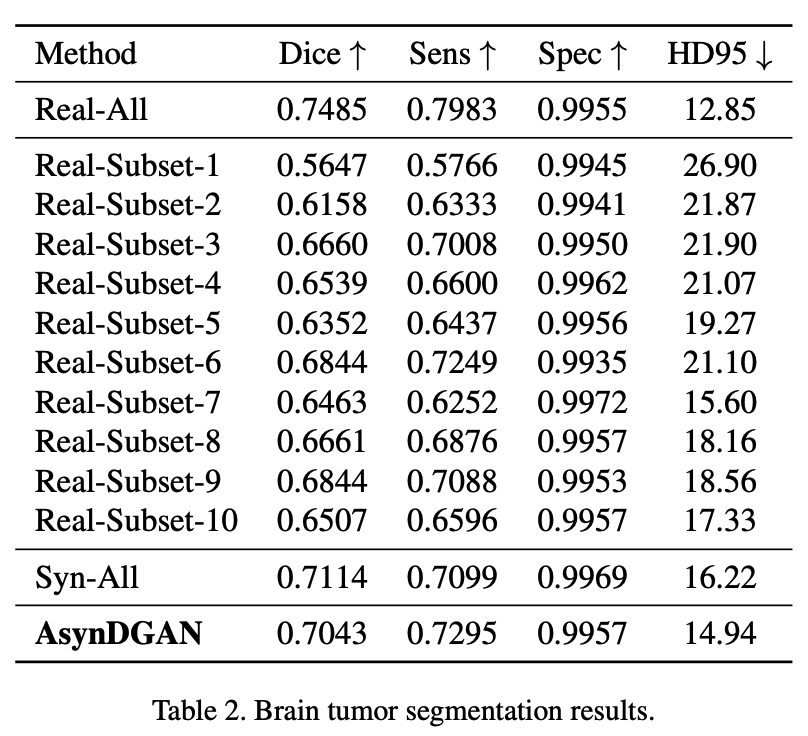 Method Dice ↑ Sens ↑ Spec ↑ HD95 ↓
Real-All 0.7485 0.7983 0.9955 12.85
Real-Subset-1 0.5647 0.5766 0.9945 26.90
Real-Subset-2 0.6158 0.6333 0.9941 21.87
Real-Subset-3 0.6660 0.7008 0.9950 21.90
Real-Subset-4 0.6539 0.6600 0.9962 21.07
Real-Subset-5 0.6352 0.6437 0.9956 19.27
Real-Subset-6 0.6844 0.7249 0.9935 21.10
Real-Subset-7 0.6463 0.6252 0.9972 15.60
Real-Subset-8 0.6661 0.6876 0.9957 18.16
Real-Subset-9 0.6844 0.7088 0.9953 18.56
Real-Subset-10 0.6507 0.6596 0.9957 17.33
Syn-All 0.7114 0.7099 0.9969 16.22
AsynDGAN 0.7043 0.7295 0.9957 14.94
Table 2. Brain tumor segmentation results.